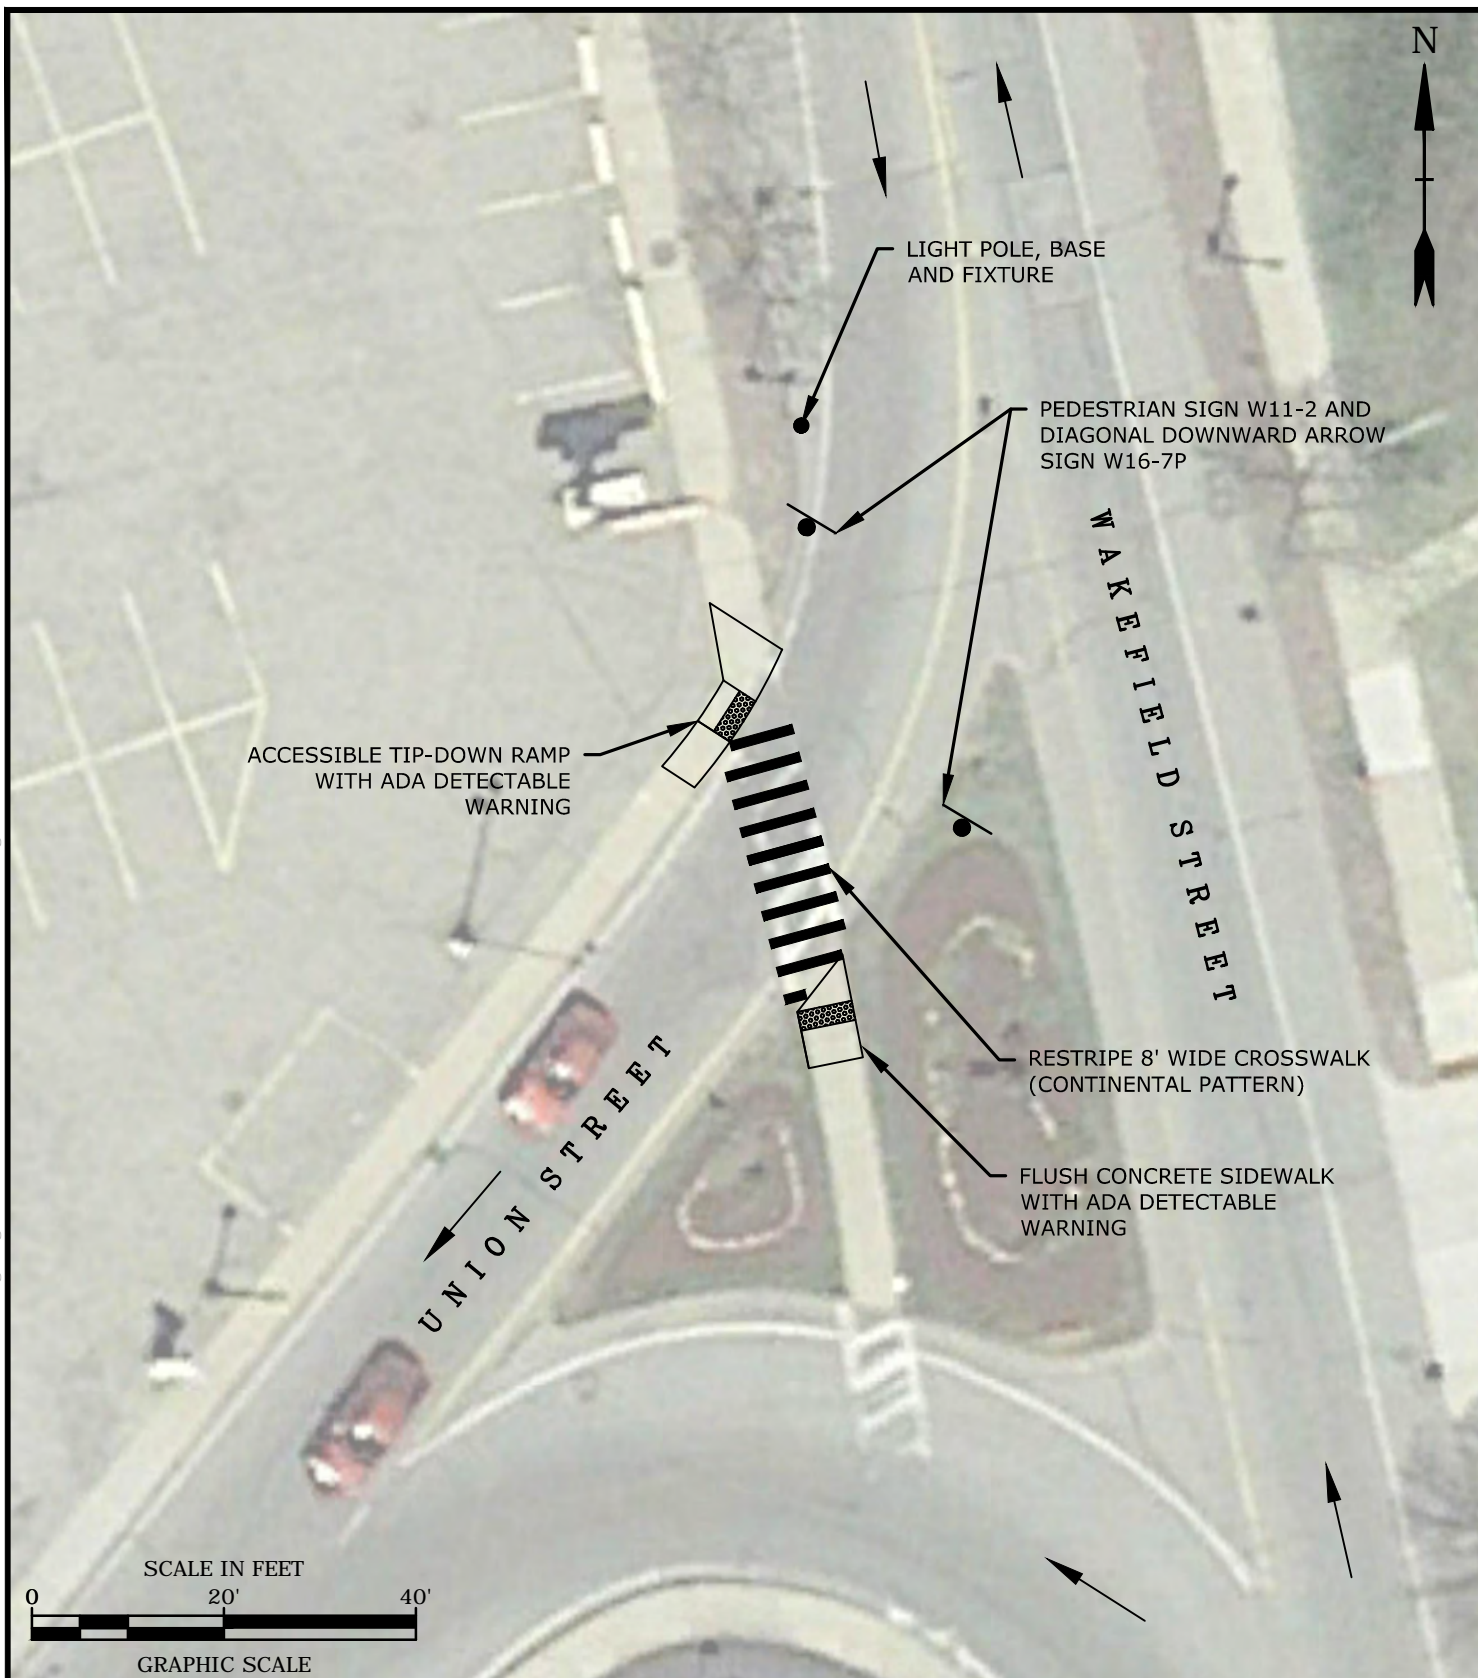 N
LIGHT POLE, BASE
AND FIXTURE
PEDESTRIAN SIGN W11-2 AND
DIAGONAL DOWNWARD ARROW
SIGN W16-7P
WAKEFIELD STREET
ACCESSIBLE TIP-DOWN RAMP
WITH ADA DETECTABLE
WARNING
RESTRIPE 8' WIDE CROSSWALK
(CONTINENTAL PATTERN)
UNION STREET
FLUSH CONCRETE SIDEWALK
WITH ADA DETECTABLE
WARNING
SCALE IN FEET
0 20' 40'
GRAPHIC SCALE